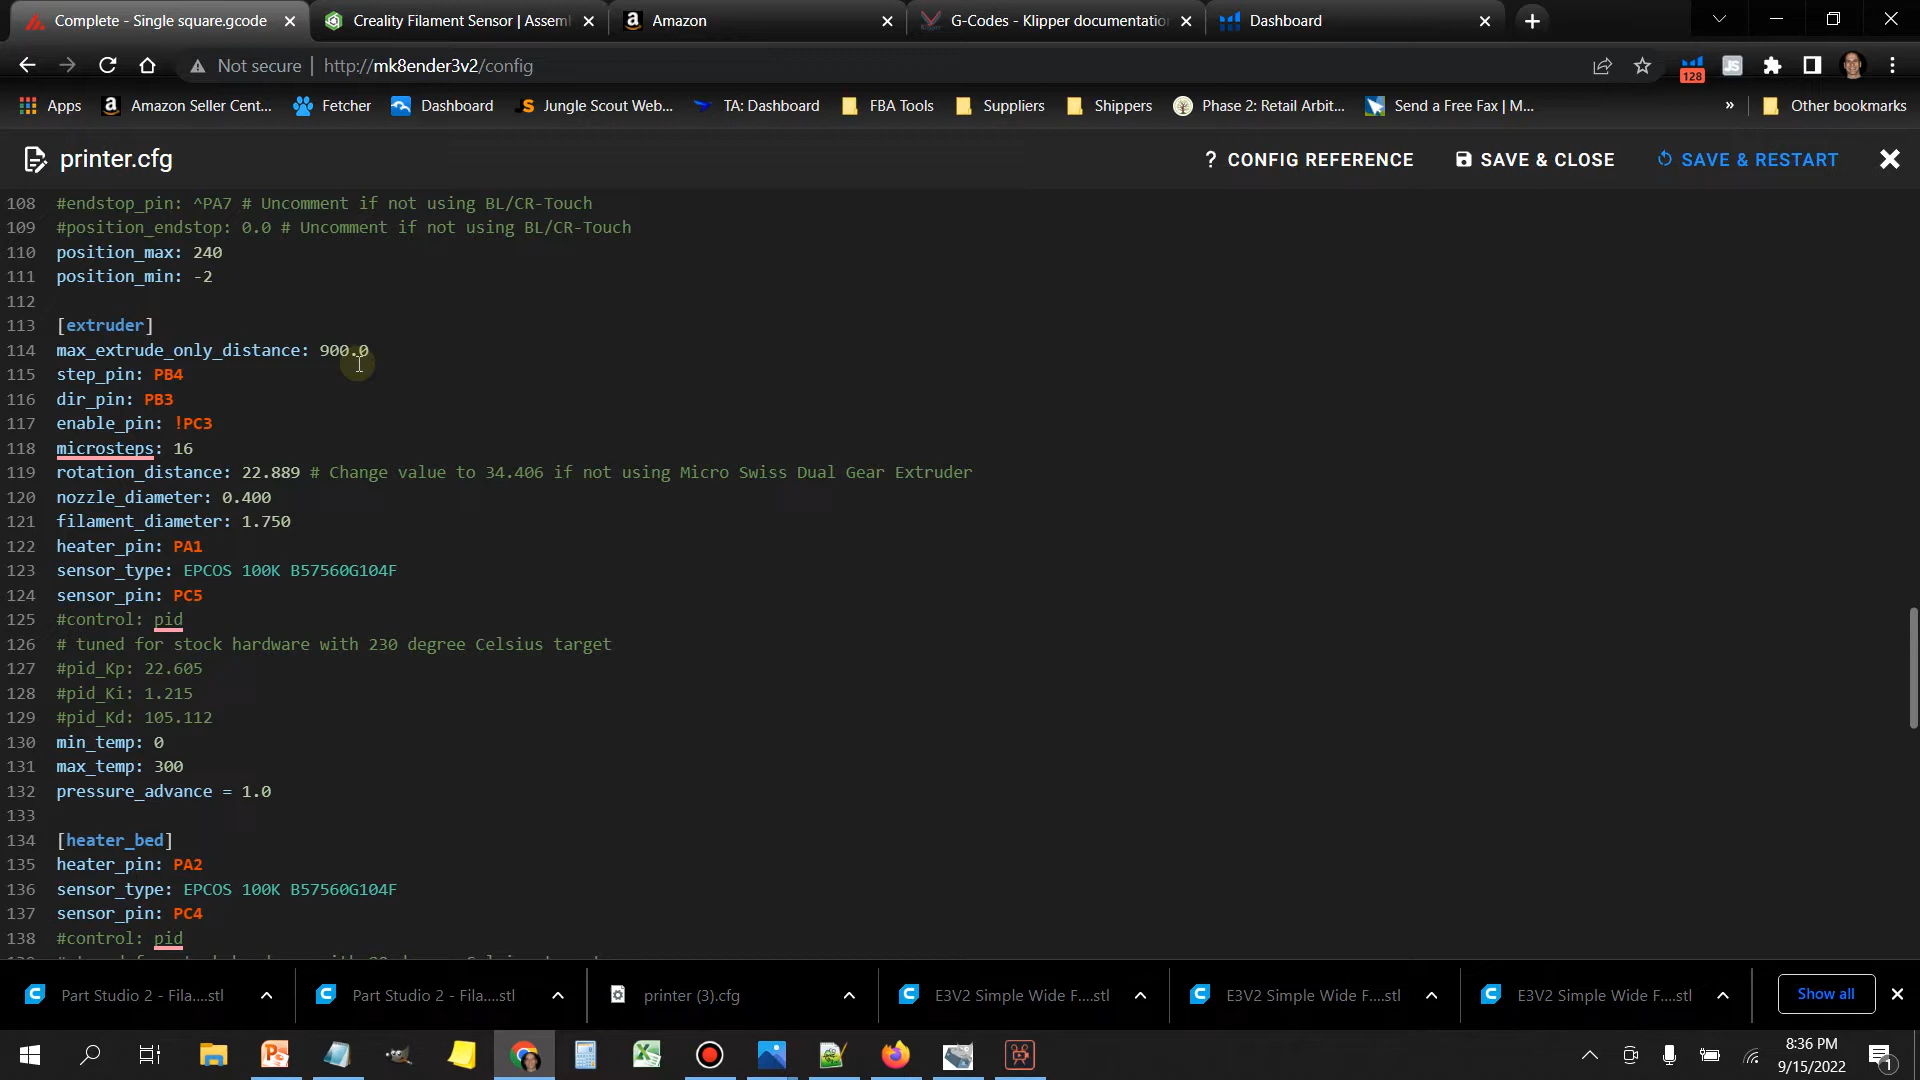 Complete - Single square.gcode
Creality Filament Sensor | Assem
Amazon
G-Codes - Klipper documentatio
Dashboard
Not secure
http://mk8ender3v2/config
128
Apps
Amazon Seller Cent...
Fetcher
Dashboard
Jungle Scout Web...
TA: Dashboard
FBA Tools
Suppliers
Shippers
Phase 2: Retail Arbit...
Send a Free Fax | M...
»
Other bookmarks
printer.cfg
? CONFIG REFERENCE
SAVE & CLOSE
SAVE & RESTART
108 #endstop_pin: ^PA7 # Uncomment if not using BL/CR-Touch
109 #position_endstop: 0.0 # Uncomment if not using BL/CR-Touch
110 position_max: 240
111 position_min: -2
112
113 [extruder]
114 max_extrude_only_distance: 900.0
115 step_pin: PB4
116 dir_pin: PB3
117 enable_pin: !PC3
118 microsteps: 16
119 rotation_distance: 22.889 # Change value to 34.406 if not using Micro Swiss Dual Gear Extruder
120 nozzle_diameter: 0.400
121 filament_diameter: 1.750
122 heater_pin: PA1
123 sensor_type: EPCOS 100K B57560G104F
124 sensor_pin: PC5
125 #control: pid
126 # tuned for stock hardware with 230 degree Celsius target
127 #pid_Kp: 22.605
128 #pid_Ki: 1.215
129 #pid_Kd: 105.112
130 min_temp: 0
131 max_temp: 300
132 pressure_advance = 1.0
133
134 [heater_bed]
135 heater_pin: PA2
136 sensor_type: EPCOS 100K B57560G104F
137 sensor_pin: PC4
138 #control: pid
Part Studio 2 - Fila....stl
Part Studio 2 - Fila....stl
printer (3).cfg
E3V2 Simple Wide F....stl
E3V2 Simple Wide F....stl
E3V2 Simple Wide F....stl
Show all
8:36 PM
9/15/2022
1